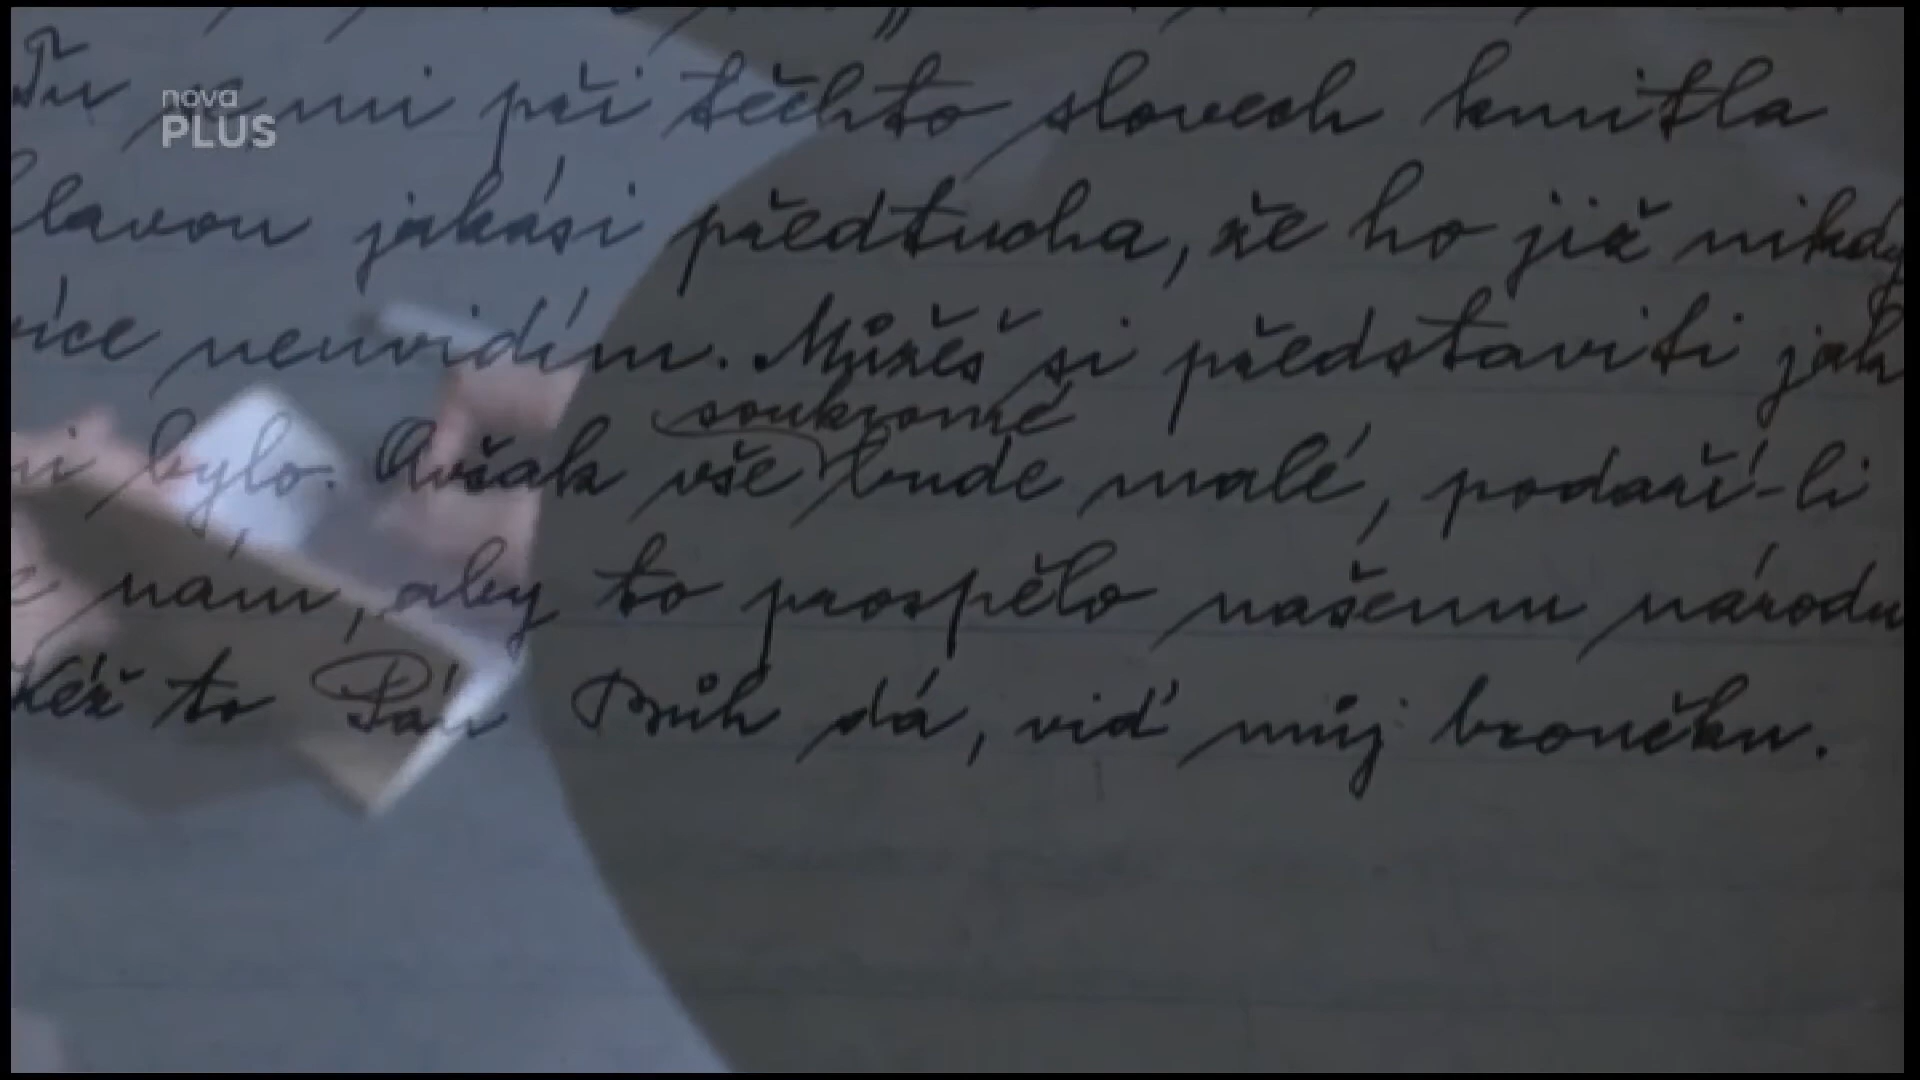 nova
PLUS
Tu mi při těchto slovech kmitla
hlavou jakási předtucha, že ho již nikdy
více neuvidím. Můžeš si představiti jak
soukromé
mi bylo. Avšak vše bude malé, podaří-li
e nám, aby to prospělo našemu národu
Kéž to Pán Bůh dá, viď můj broučku.